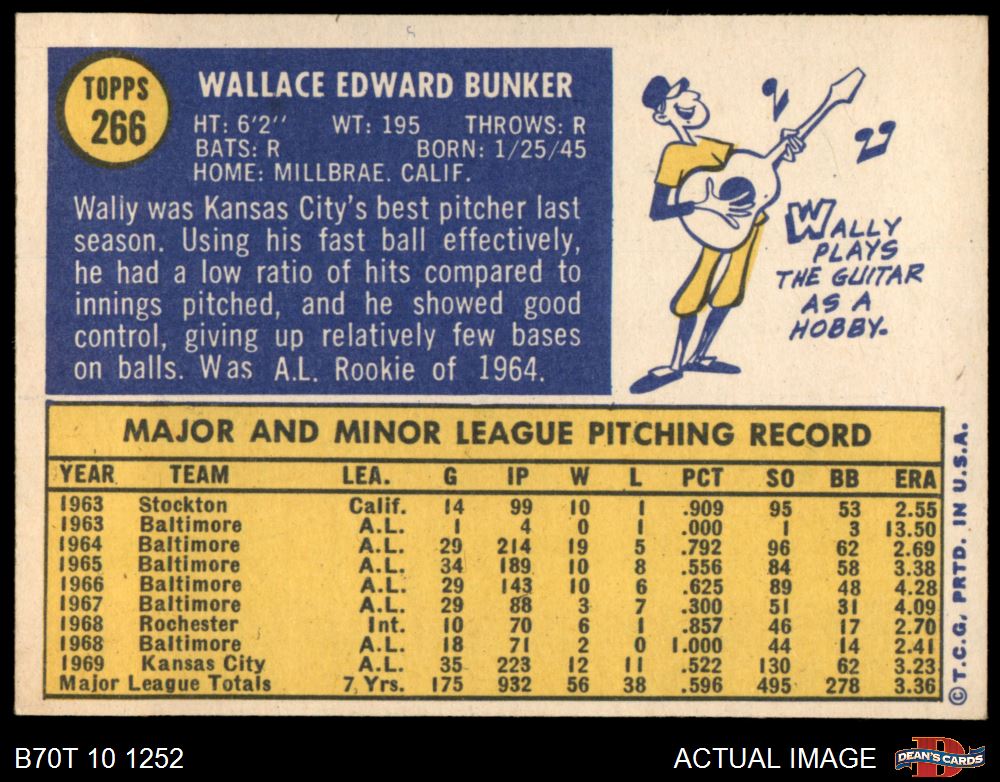 TOPPS
266
WALLACE EDWARD BUNKER
HT: 6'2'' WT: 195 THROWS: R
BATS: R BORN: 1/25/45
HOME: MILLBRAE. CALIF.
Wally was Kansas City's best pitcher last
season. Using his fast ball effectively,
he had a low ratio of hits compared to
innings pitched, and he showed good
control, giving up relatively few bases
on balls. Was A.L. Rookie of 1964.
WALLY
PLAYS
THE GUITAR
AS A
HOBBY.
MAJOR AND MINOR LEAGUE PITCHING RECORD
YEAR TEAM LEA. G IP W L PCT SO BB ERA
1963 Stockton Calif. 14 99 10 1 .909 95 53 2.55
1963 Baltimore A.L. 1 4 0 1 .000 1 3 13.50
1964 Baltimore A.L. 29 214 19 5 .792 96 62 2.69
1965 Baltimore A.L. 34 189 10 8 .556 84 58 3.38
1966 Baltimore A.L. 29 143 10 6 .625 89 48 4.28
1967 Baltimore A.L. 29 88 3 7 .300 51 31 4.09
1968 Rochester Int. 10 70 6 1 .857 46 17 2.70
1968 Baltimore A.L. 18 71 2 0 1.000 44 14 2.41
1969 Kansas City A.L. 35 223 12 11 .522 130 62 3.23
Major League Totals 7 Yrs. 175 932 56 38 .596 495 278 3.36
© T.C.G. PRTD. IN U.S.A.
B70T 10 1252
ACTUAL IMAGE
D
DEAN'S CARDS